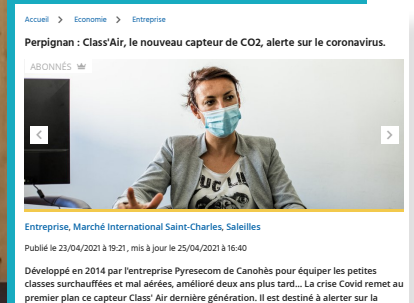 Accueil > Economie > Entreprise
Perpignan : Class'Air, le nouveau capteur de CO2, alerte sur le coronavirus.
ABONNÉS
UC
Entreprise, Marché International Saint-Charles, Saleilles
Publié le 23/04/2021 à 19:21 , mis à jour le 25/04/2021 à 16:40
Développé en 2014 par l'entreprise Pyresecom de Canohès pour équiper les petites
classes surchauffées et mal aérées, amélioré deux ans plus tard... La crise Covid remet au
premier plan ce capteur Class' Air dernière génération. Il est destiné à alerter sur la